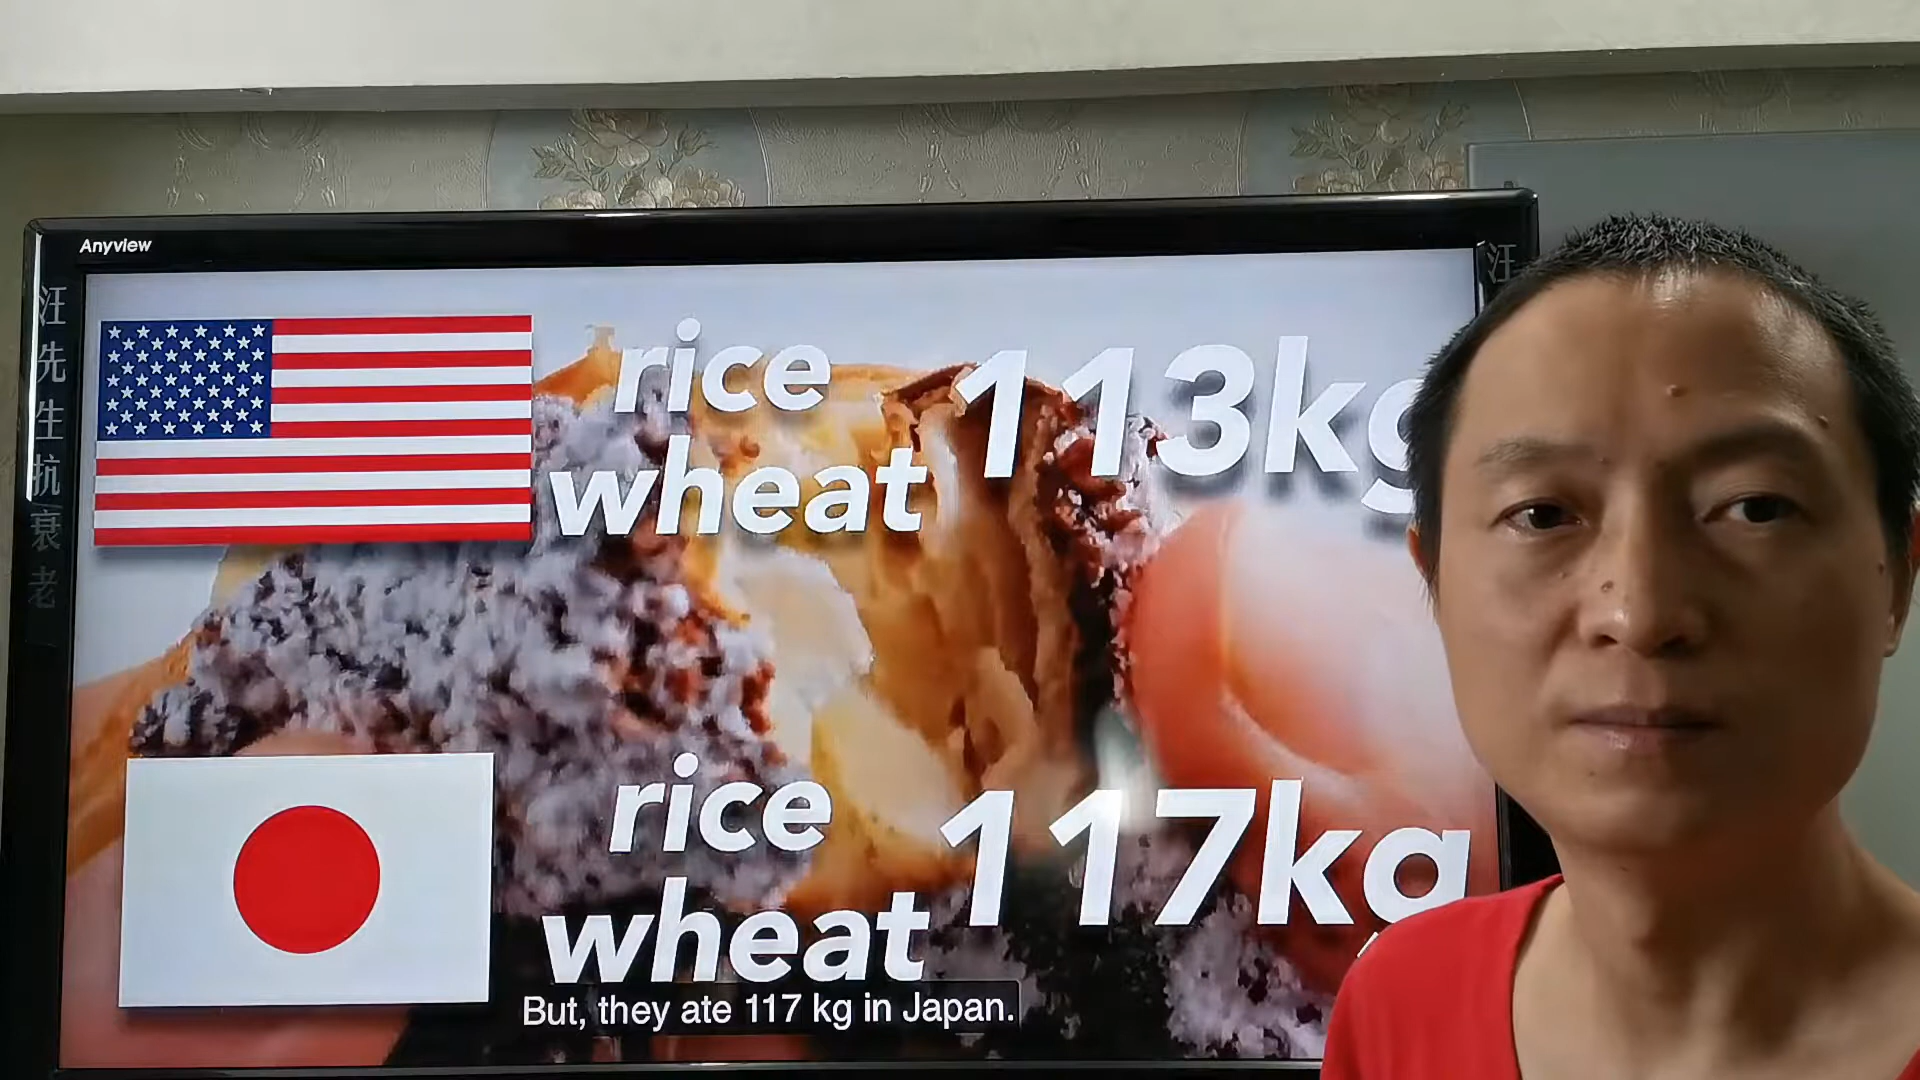 Anyview
汪先生抗衰老
汪
rice
wheat
113kg
rice
wheat
117kg
But, they ate 117 kg in Japan.